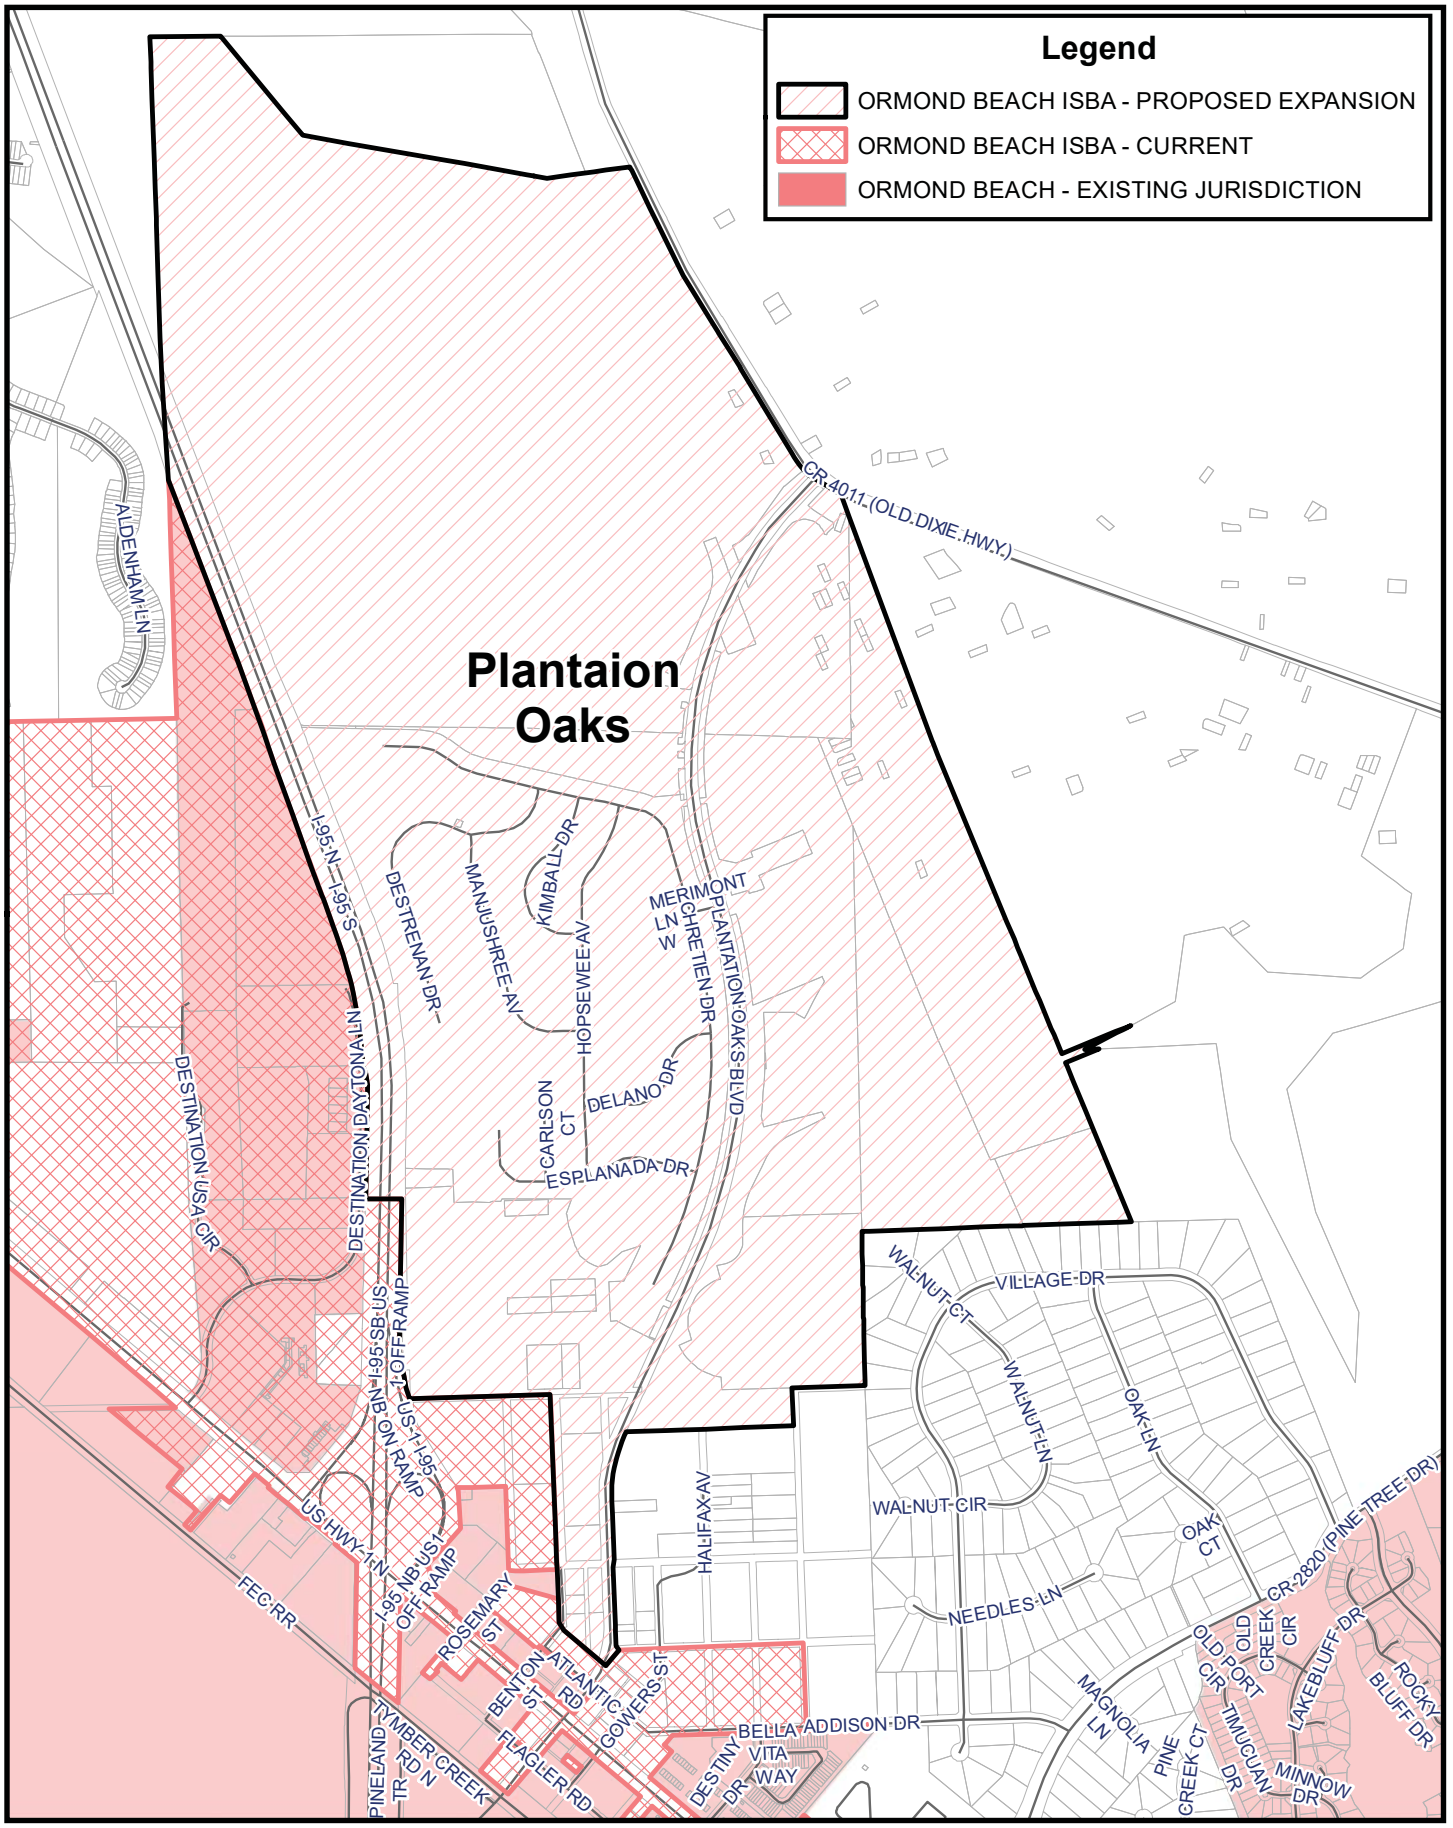 Legend
ORMOND BEACH ISBA - PROPOSED EXPANSION
ORMOND BEACH ISBA - CURRENT
ORMOND BEACH - EXISTING JURISDICTION
CR 4011 (OLD DIXIE HWY)
ALDENHAM LN
Plantaion
Oaks
I-95 N
I-95 S
KIMBALL DR
DESTRENAN DR
MANJUSHREE AV
HOPSEWEE AV
MERIMONT
LN
W
CHRETIEN DR
PLANTATION OAKS BLVD
DESTINATION DAYTONA LN
DESTINATION USA CIR
DELANO DR
CARLSON
CT
ESPLANADA DR
WALNUT CT
VILLAGE DR
I-95 SB US
1 OFF RAMP
NB ON RAMP
US-1 I-95
WALNUT LN
OAK LN
WALNUT CIR
HALIFAX AV
OAK
CT
CR 2820 (PINE TREE DR)
US HWY 1 N
I-95 NB US1
OFF RAMP
FEC RR
ROSEMARY
ST
NEEDLES LN
OLD
CREEK
CIR
OLD PORT
CIR
LAKEBLUFF DR
ROCKY
BLUFF DR
BENTON
ST
ATLANTIC
RD
GOWERS ST
MAGNOLIA
LN
BELLA ADDISON DR
TYMBER CREEK
RD N
PINELAND
TR
FLAGLER RD
DESTINY
DR
VITA
WAY
PINE
CREEK CT
TIMUCUAN
DR
MINNOW
DR